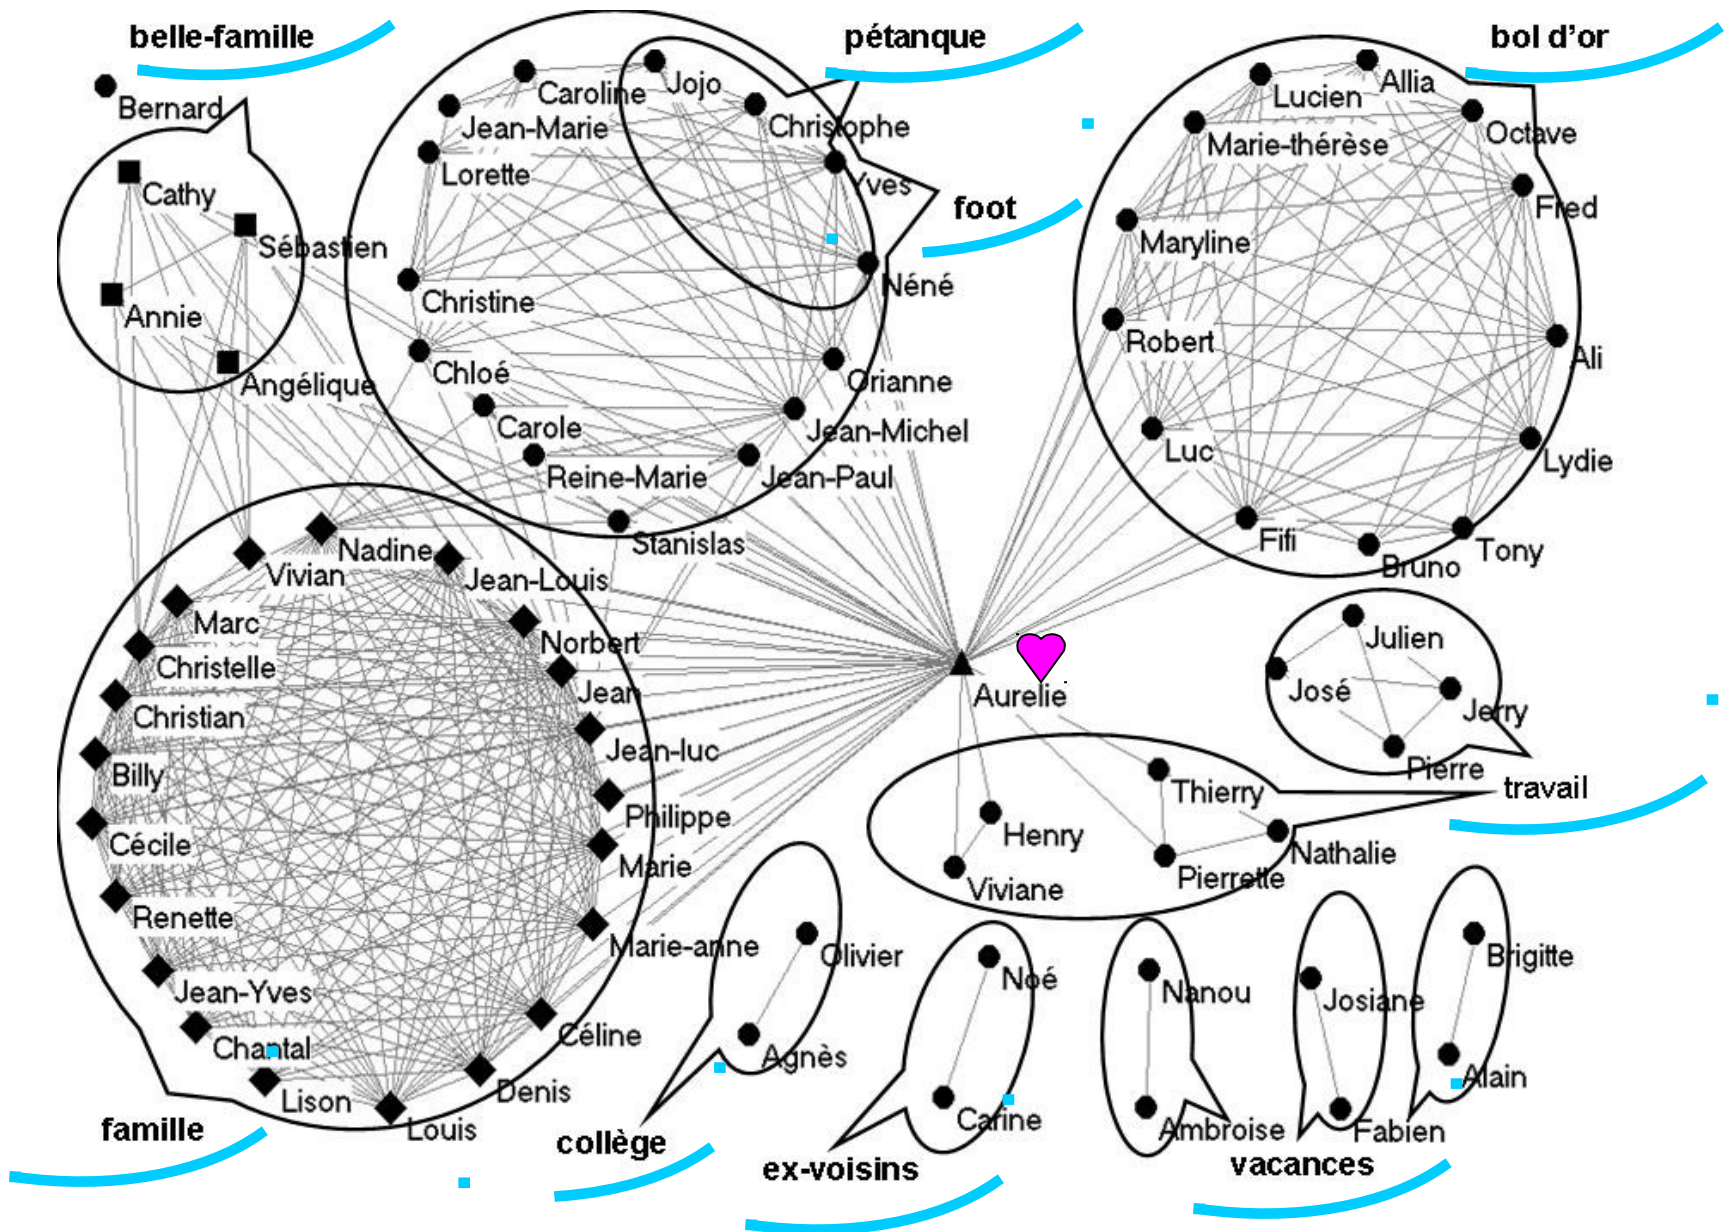 belle-famille
pétanque
bol d'or
Bernard
Cathy
Sébastien
Annie
Angélique
Caroline
Jojo
Jean-Marie
Christophe
Lorette
Yves
foot
Christine
Néné
Chloé
Orianne
Carole
Jean-Michel
Reine-Marie
Jean-Paul
Stanislas
Lucien
Allia
Marie-thérèse
Octave
Fred
Maryline
Robert
Ali
Luc
Lydie
Fifi
Tony
Bruno
Nadine
Vivian
Jean-Louis
Marc
Norbert
Christelle
Jean
Christian
Jean-luc
Billy
Philippe
Cécile
Marie
Renette
Marie-anne
Jean-Yves
Céline
Chantal
Lison
Denis
Louis
famille
Aurelie
Julien
José
Jerry
Pierre
travail
Thierry
Henry
Nathalie
Viviane
Pierrette
Olivier
Agnès
collège
Noé
Carine
ex-voisins
Nanou
Ambroise
Josiane
Fabien
Brigitte
Alain
vacances